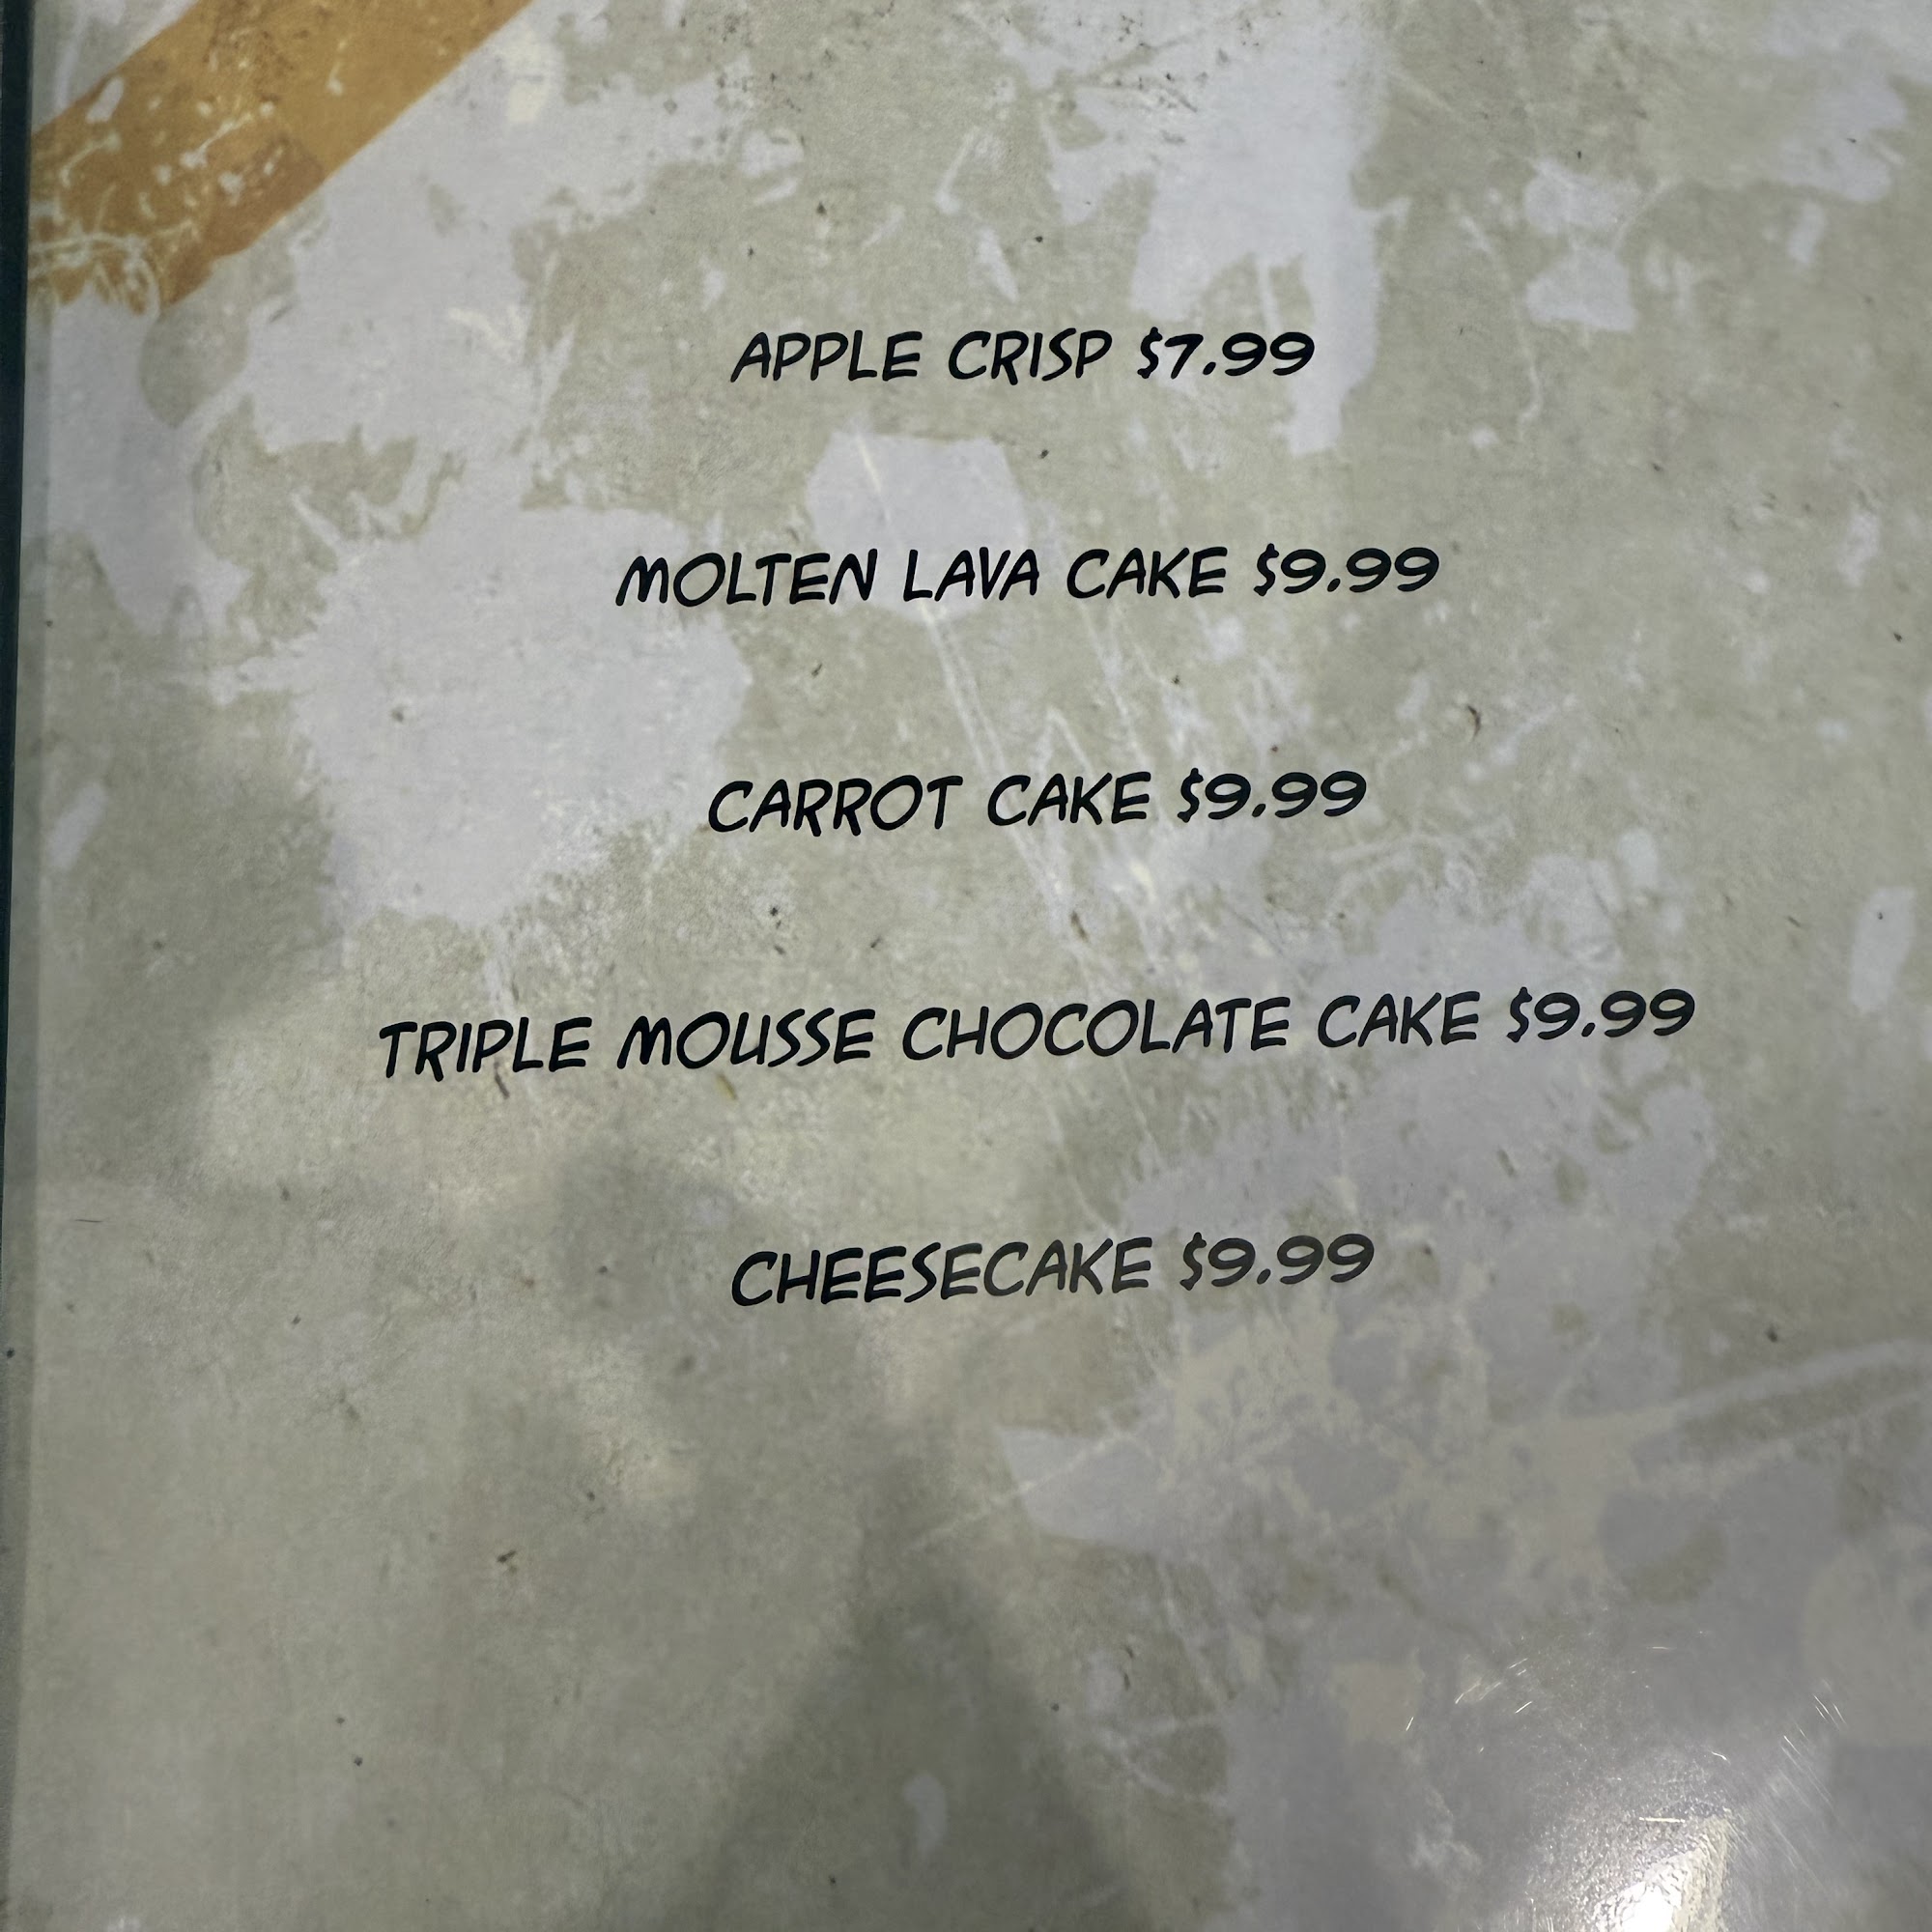 APPLE CRISP $7.99
MOLTEN LAVA CAKE $9.99
CARROT CAKE $9.99
TRIPLE MOUSSE CHOCOLATE CAKE $9.99
CHEESECAKE $9.99